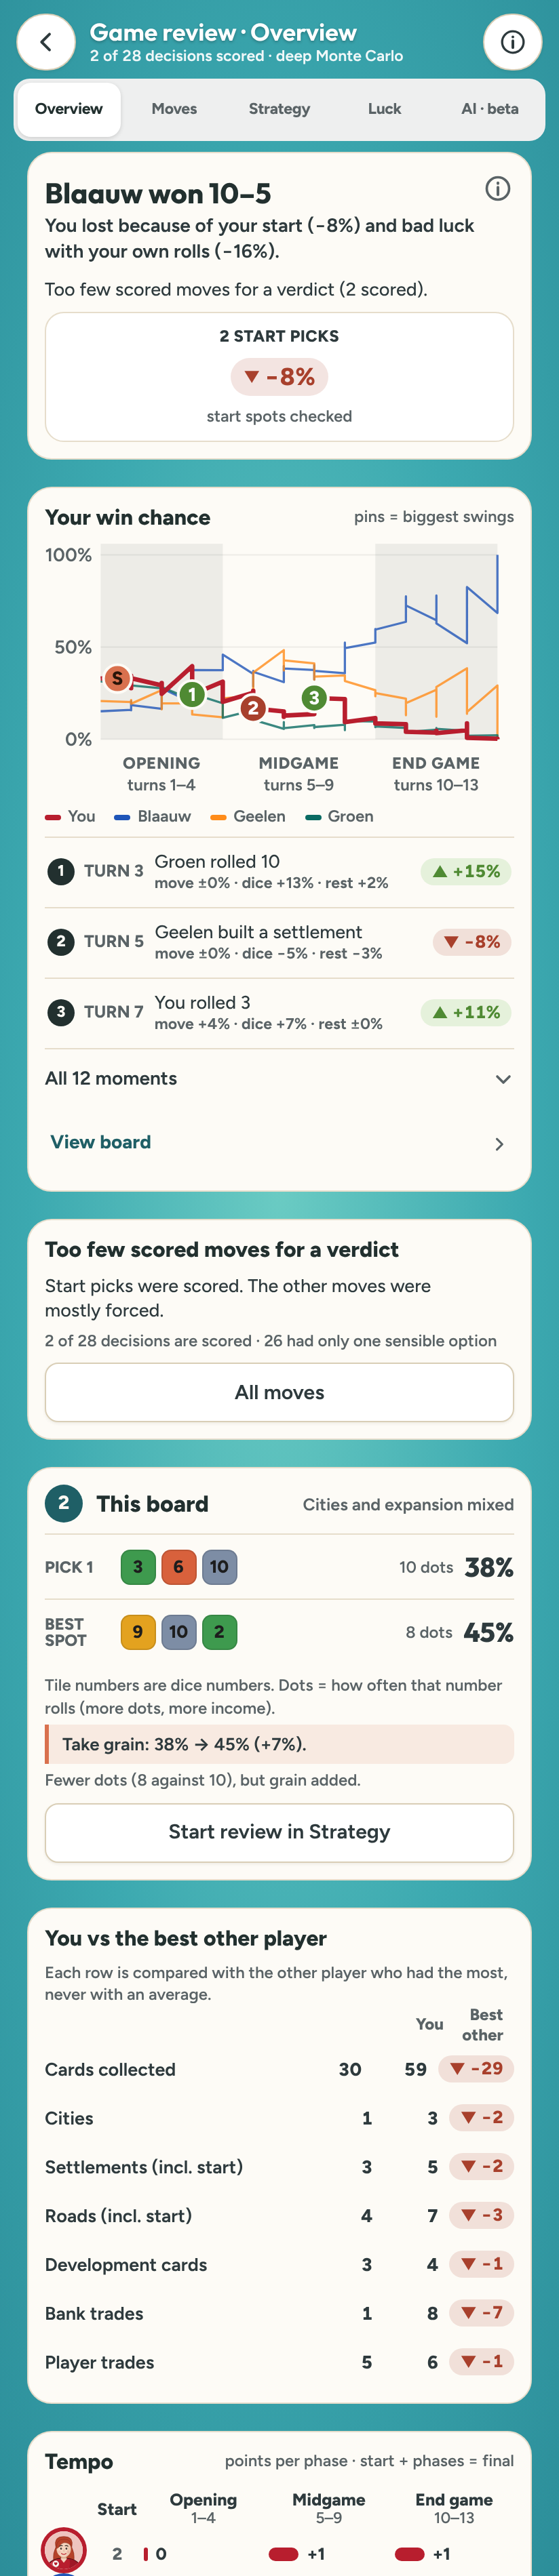 Game review · Overview
2 of 28 decisions scored · deep Monte Carlo
Overview
Moves
Strategy
Luck
AI · beta
Blaauw won 10–5
You lost because of your start (−8%) and bad luck
with your own rolls (−16%).
Too few scored moves for a verdict (2 scored).
2 START PICKS
▼ −8%
start spots checked
Your win chance
pins = biggest swings
100%
50%
0%
S
1
2
3
OPENING
turns 1–4
MIDGAME
turns 5–9
END GAME
turns 10–13
You
Blaauw
Geelen
Groen
1 TURN 3 Groen rolled 10
move ±0% · dice +13% · rest +2%
▲ +15%
2 TURN 5 Geelen built a settlement
move ±0% · dice −5% · rest −3%
▼ −8%
3 TURN 7 You rolled 3
move +4% · dice +7% · rest ±0%
▲ +11%
All 12 moments
View board
Too few scored moves for a verdict
Start picks were scored. The other moves were
mostly forced.
2 of 28 decisions are scored · 26 had only one sensible option
All moves
2 This board
Cities and expansion mixed
PICK 1 3 6 10 10 dots 38%
BEST
SPOT
9 10 2 8 dots 45%
Tile numbers are dice numbers. Dots = how often that number
rolls (more dots, more income).
Take grain: 38% → 45% (+7%).
Fewer dots (8 against 10), but grain added.
Start review in Strategy
You vs the best other player
Each row is compared with the other player who had the most,
never with an average.
You
Best
other
Cards collected 30 59 ▼ −29
Cities 1 3 ▼ −2
Settlements (incl. start) 3 5 ▼ −2
Roads (incl. start) 4 7 ▼ −3
Development cards 3 4 ▼ −1
Bank trades 1 8 ▼ −7
Player trades 5 6 ▼ −1
Tempo
points per phase · start + phases = final
Start
Opening
1–4
Midgame
5–9
End game
10–13
2 0 +1 +1